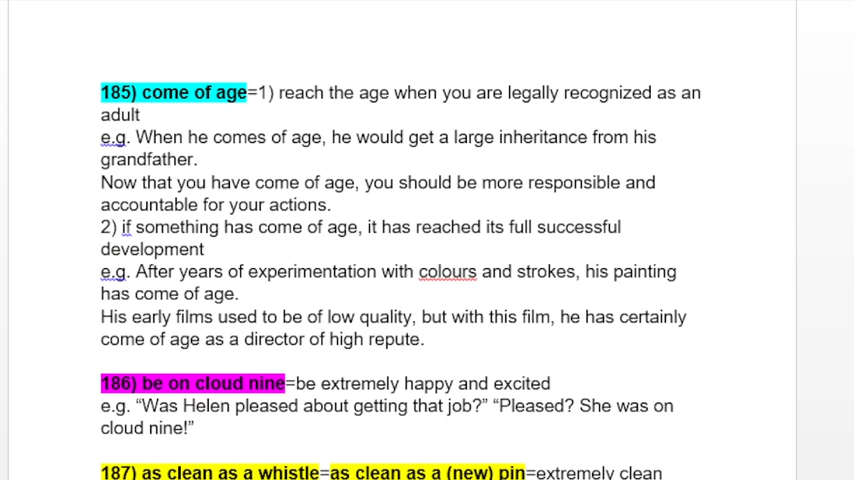 185) come of age=1) reach the age when you are legally recognized as an
adult
e.g. When he comes of age, he would get a large inheritance from his
grandfather.
Now that you have come of age, you should be more responsible and
accountable for your actions.
2) if something has come of age, it has reached its full successful
development
e.g. After years of experimentation with colours and strokes, his painting
has come of age.
His early films used to be of low quality, but with this film, he has certainly
come of age as a director of high repute.
186) be on cloud nine=be extremely happy and excited
e.g. “Was Helen pleased about getting that job?” “Pleased? She was on
cloud nine!”
187) as clean as a whistle=as clean as a (new) pin=extremely clean